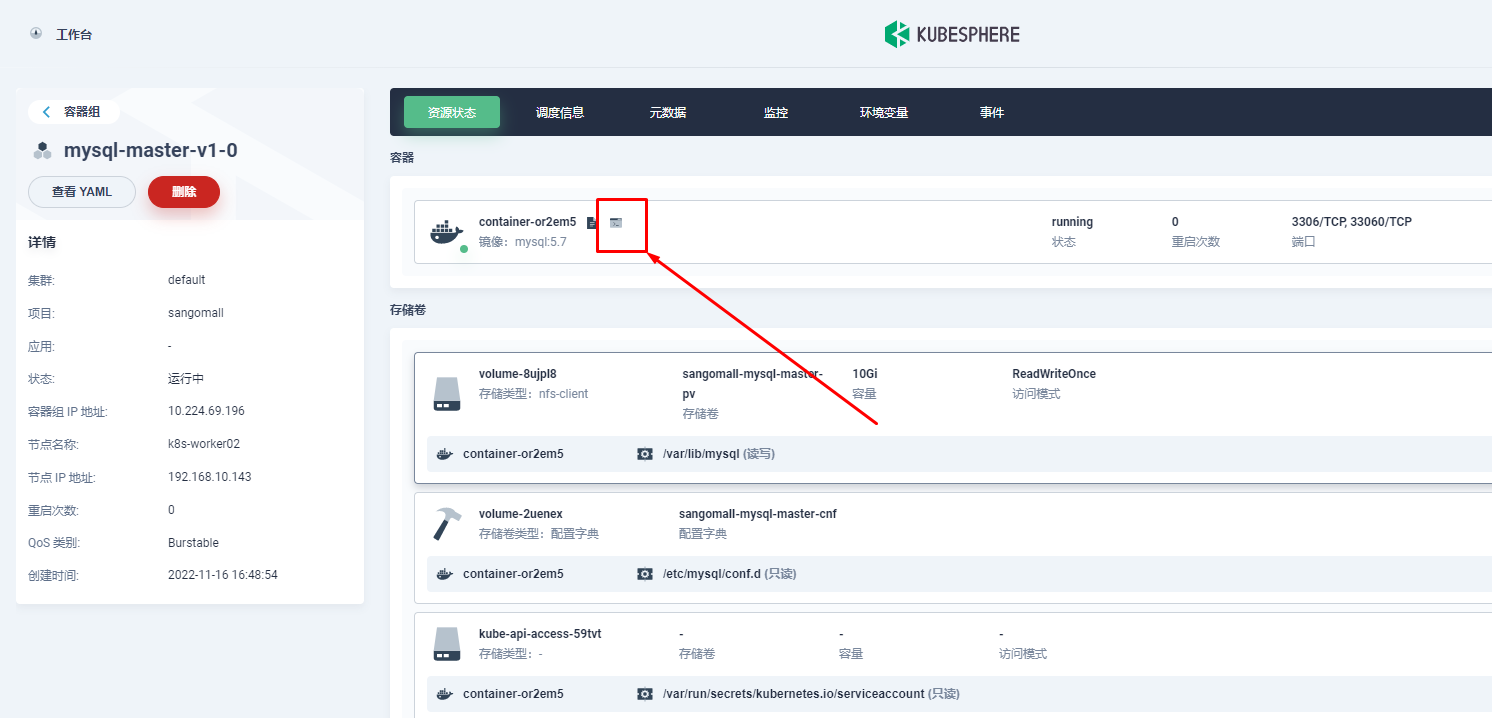 工作台
KUBESPHERE
容器组
mysql-master-v1-0
查看 YAML
删除
详情
集群: default
项目: sangomall
应用: -
状态: 运行中
容器组 IP 地址: 10.224.69.196
节点名称: k8s-worker02
节点 IP 地址: 192.168.10.143
重启次数: 0
QoS 类别: Burstable
创建时间: 2022-11-16 16:48:54
资源状态 调度信息 元数据 监控 环境变量 事件
容器
container-or2em5 running 0 3306/TCP, 33060/TCP
镜像：mysql:5.7 状态 重启次数 端口
存储卷
volume-8ujpl8 sangomall-mysql-master- 10Gi ReadWriteOnce
存储类型：nfs-client pv 容量 访问模式
存储卷
container-or2em5 /var/lib/mysql (读写)
volume-2uenex sangomall-mysql-master-cnf
存储卷类型：配置字典 配置字典
container-or2em5 /etc/mysql/conf.d (只读)
kube-api-access-59tvt - - -
存储类型：- 存储卷 容量 访问模式
container-or2em5 /var/run/secrets/kubernetes.io/serviceaccount (只读)